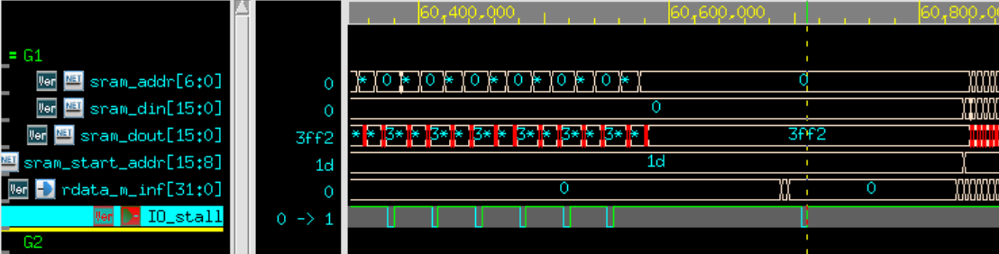 60,400,000 60,600,000 60,800,0
= G1
Ver NET sram_addr[6:0] 0 * 0 * 0 * 0 * 0 * 0 * 0 * 0
Ver NET sram_din[15:0] 0 0
Ver NET sram_dout[15:0] 3ff2 * * 3* * 3* * 3* * 3* * 3* * 3* * 3ff2
NET sram_start_addr[15:8] 1d 1d
Ver rdata_m_inf[31:0] 0 0 0
Ver IO_stall 0 -> 1
G2